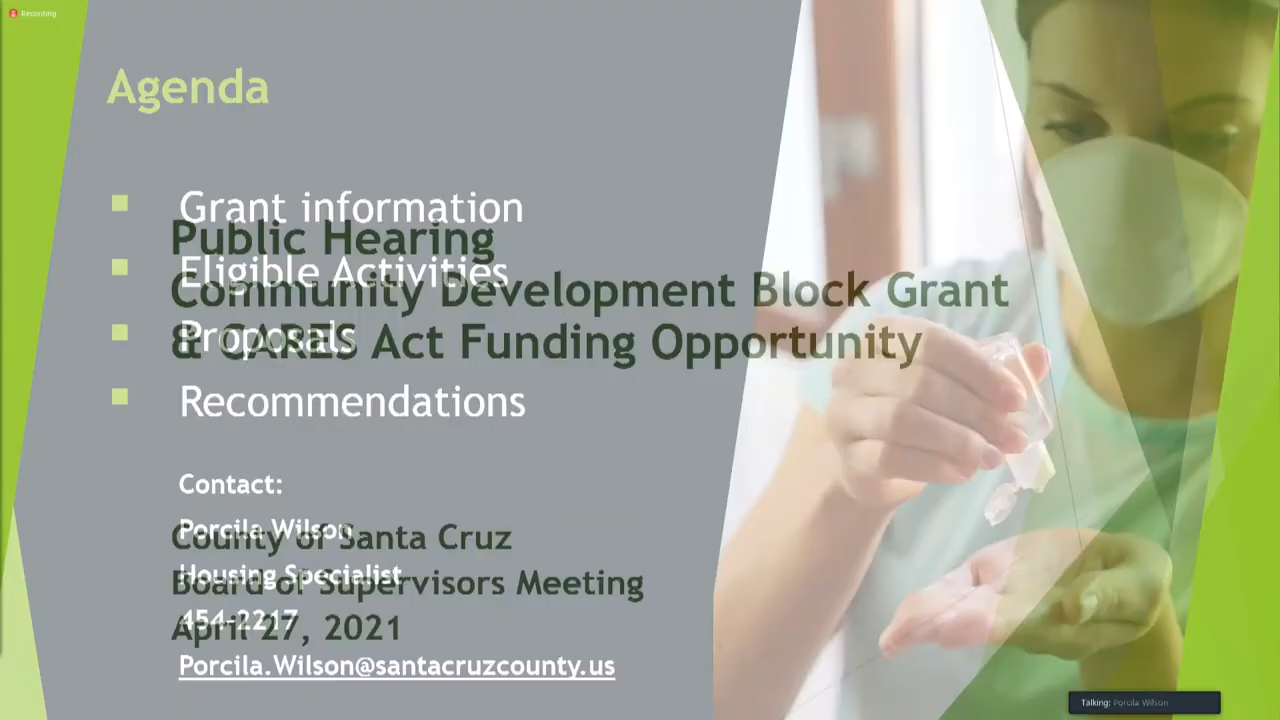 Recording
Agenda
Grant information
Public Hearing
Eligible Activities
Community Development Block Grant
Proposals
& CARES Act Funding Opportunity
Recommendations
Contact:
Porcila Wilson
County of Santa Cruz
Housing Specialist
Board of Supervisors Meeting
454-2217
April 27, 2021
Porcila.Wilson@santacruzcounty.us
Talking: Porcila Wilson